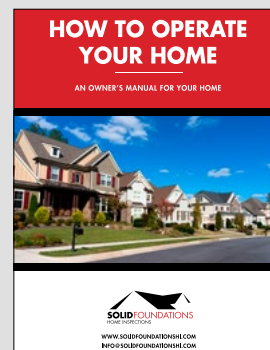 HOW TO OPERATE
YOUR HOME
AN OWNER'S MANUAL FOR YOUR HOME
SOLIDFOUNDATIONS
HOME INSPECTIONS
WWW.SOLIDFOUNDATIONSHI.COM
INFO@SOLIDFOUNDATIONSHI.COM